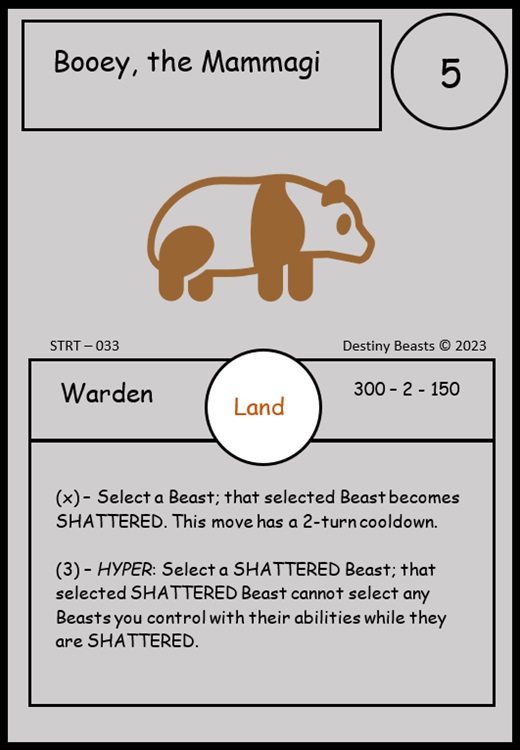 Booey, the Mammagi
5
STRT – 033
Destiny Beasts © 2023
Warden
Land
300 – 2 - 150
(x) – Select a Beast; that selected Beast becomes
SHATTERED. This move has a 2-turn cooldown.
(3) – HYPER: Select a SHATTERED Beast; that
selected SHATTERED Beast cannot select any
Beasts you control with their abilities while they
are SHATTERED.